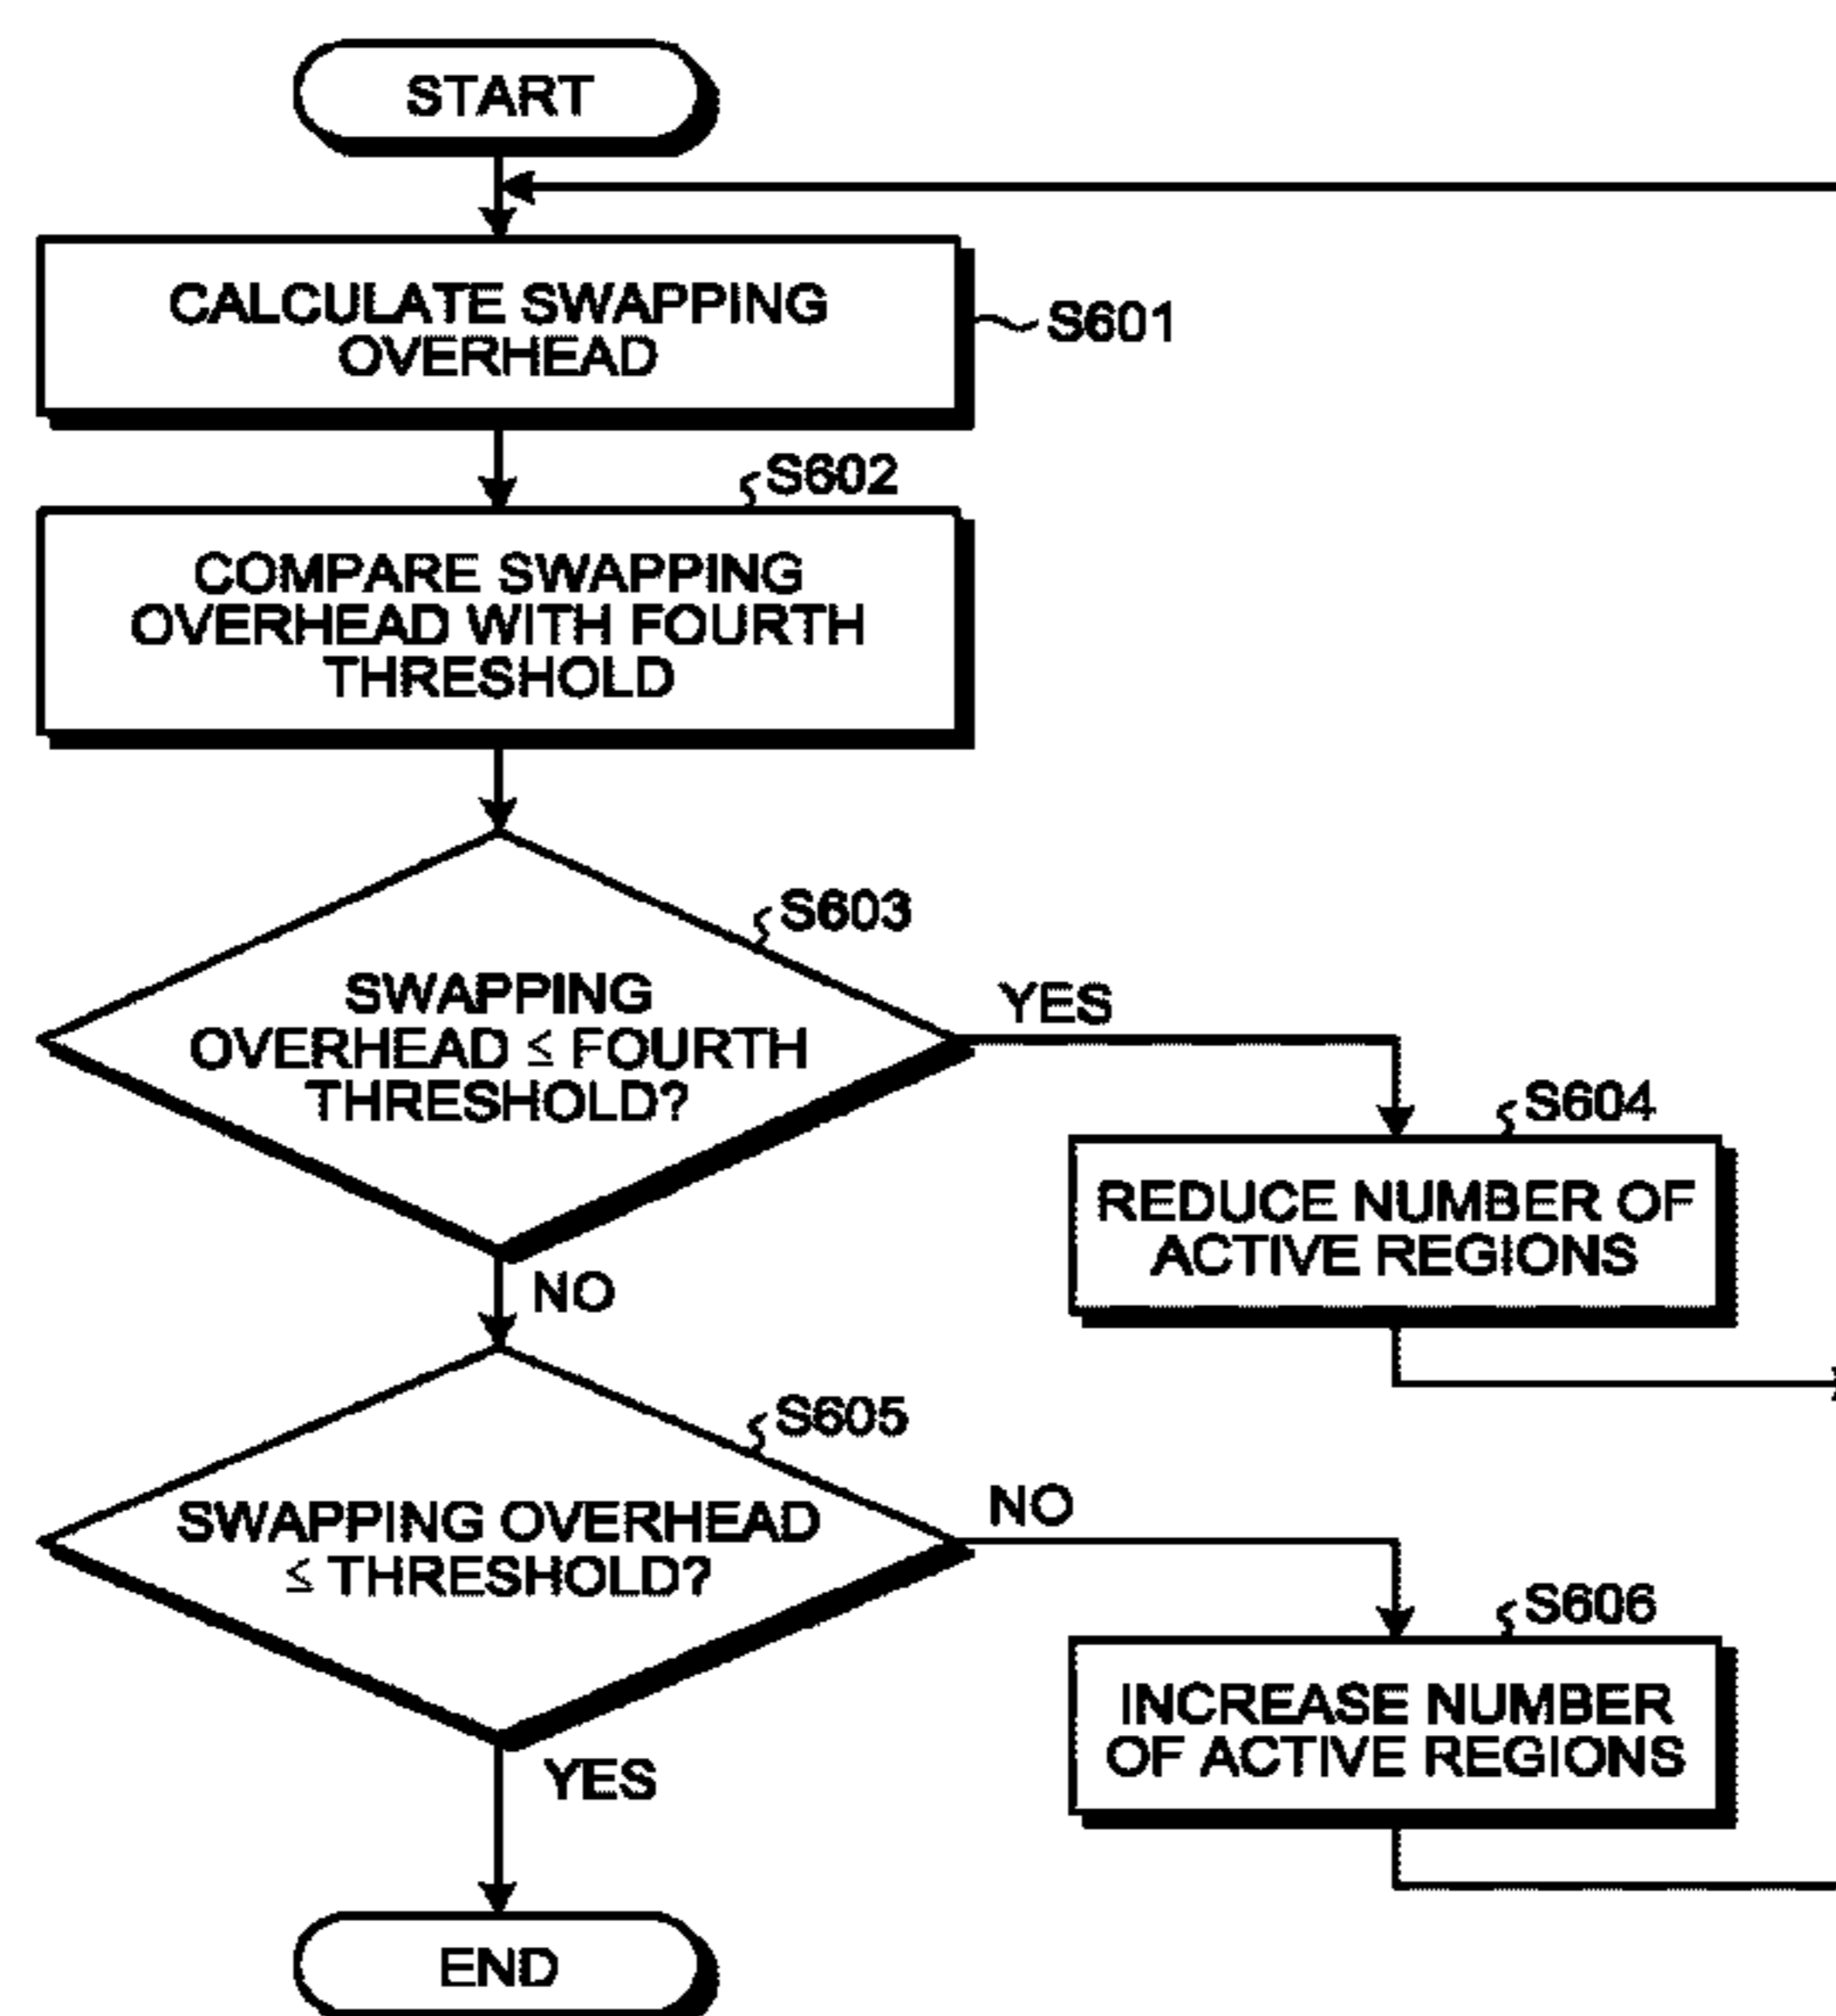 START
CALCULATE SWAPPING
OVERHEAD
S601
S602
COMPARE SWAPPING
OVERHEAD WITH FOURTH
THRESHOLD
S603
SWAPPING
OVERHEAD ≤ FOURTH
THRESHOLD?
YES
S604
REDUCE NUMBER OF
ACTIVE REGIONS
NO
S605
SWAPPING OVERHEAD
≤ THRESHOLD?
NO
S606
INCREASE NUMBER
OF ACTIVE REGIONS
YES
END